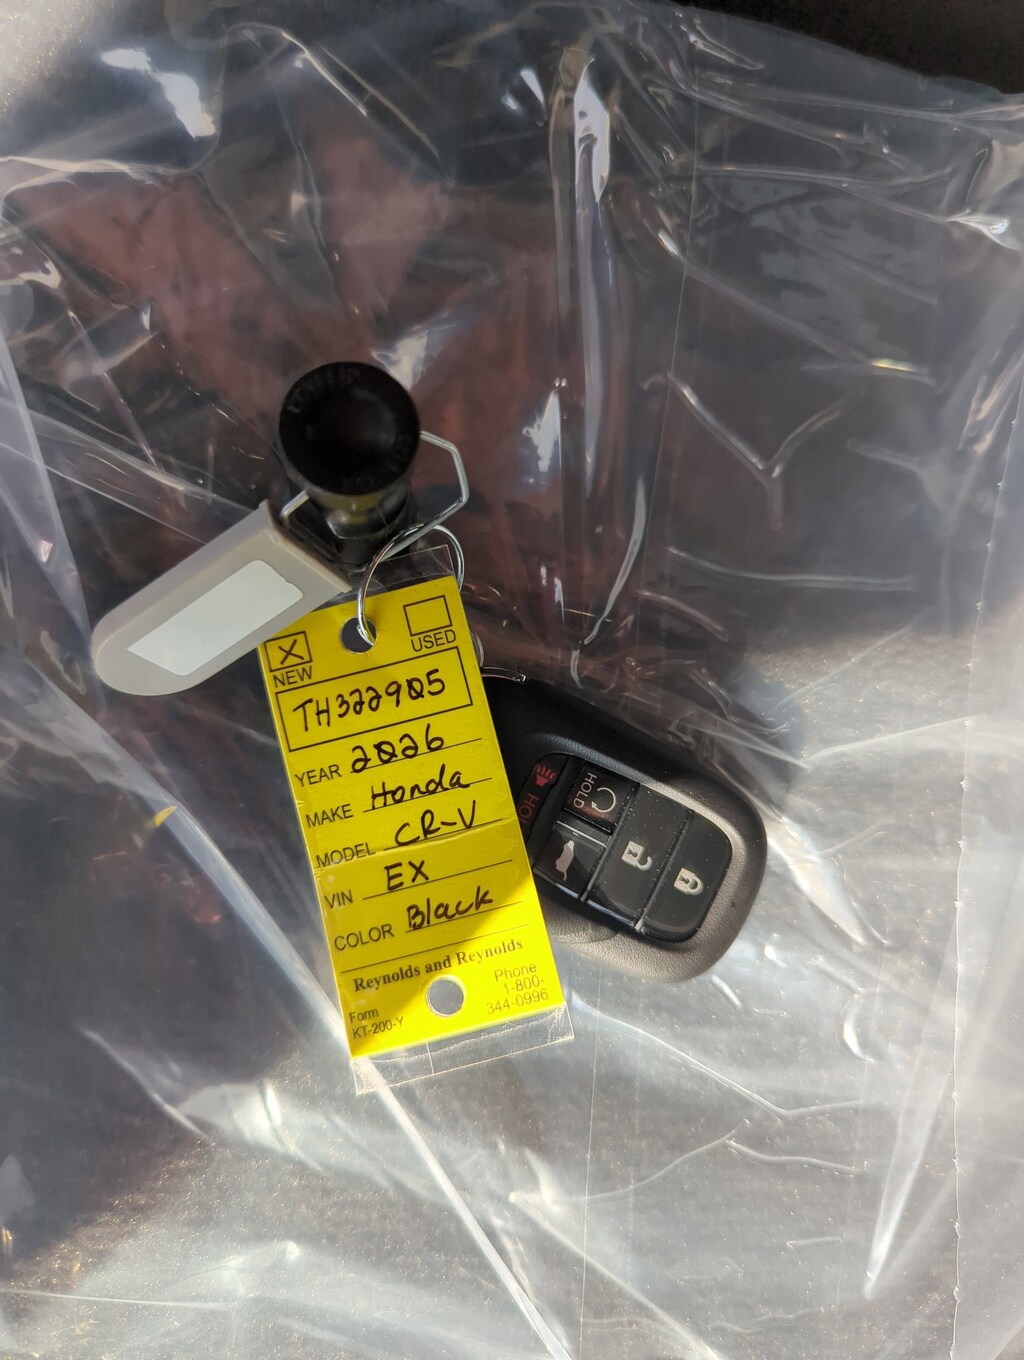 X
NEW
USED
TH322905
YEAR 2026
MAKE Honda
MODEL CR-V
VIN EX
COLOR Black
Reynolds and Reynolds
Form
KT-200-Y
Phone
1-800-
344-0996
HOLD
HOL